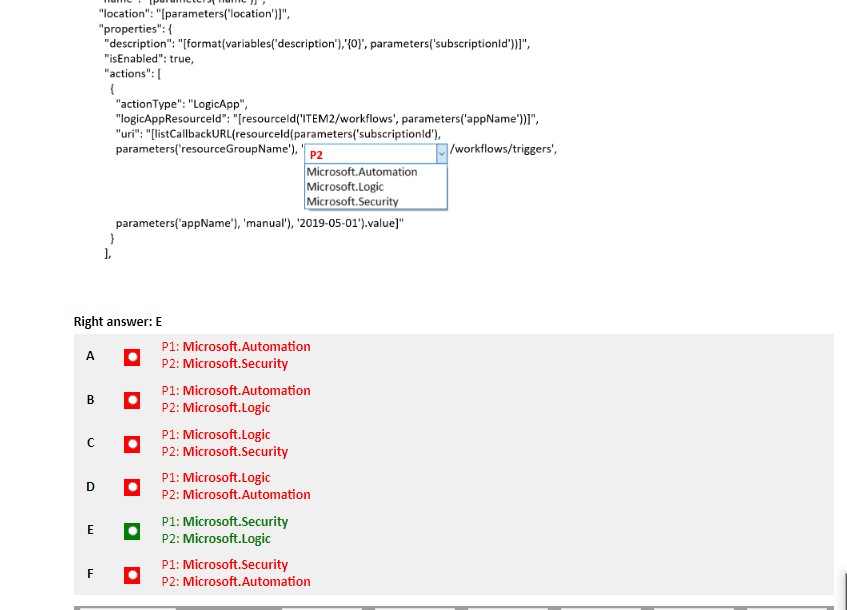 "location": "[parameters('location')]",
"properties": {
"description": "[format(variables('description'),'{0}', parameters('subscriptionId'))]",
"isEnabled": true,
"actions": [
{
"actionType": "LogicApp",
"logicAppResourceId": "[resourceId('ITEM2/workflows', parameters('appName'))]",
"uri": "[listCallbackURL(resourceId(parameters('subscriptionId'),
parameters('resourceGroupName'), ' P2 /workflows/triggers',
Microsoft.Automation
Microsoft.Logic
Microsoft.Security
parameters('appName'), 'manual'), '2019-05-01').value]"
}
],
Right answer: E
A P1: Microsoft.Automation
P2: Microsoft.Security
B P1: Microsoft.Automation
P2: Microsoft.Logic
C P1: Microsoft.Logic
P2: Microsoft.Security
D P1: Microsoft.Logic
P2: Microsoft.Automation
E P1: Microsoft.Security
P2: Microsoft.Logic
F P1: Microsoft.Security
P2: Microsoft.Automation